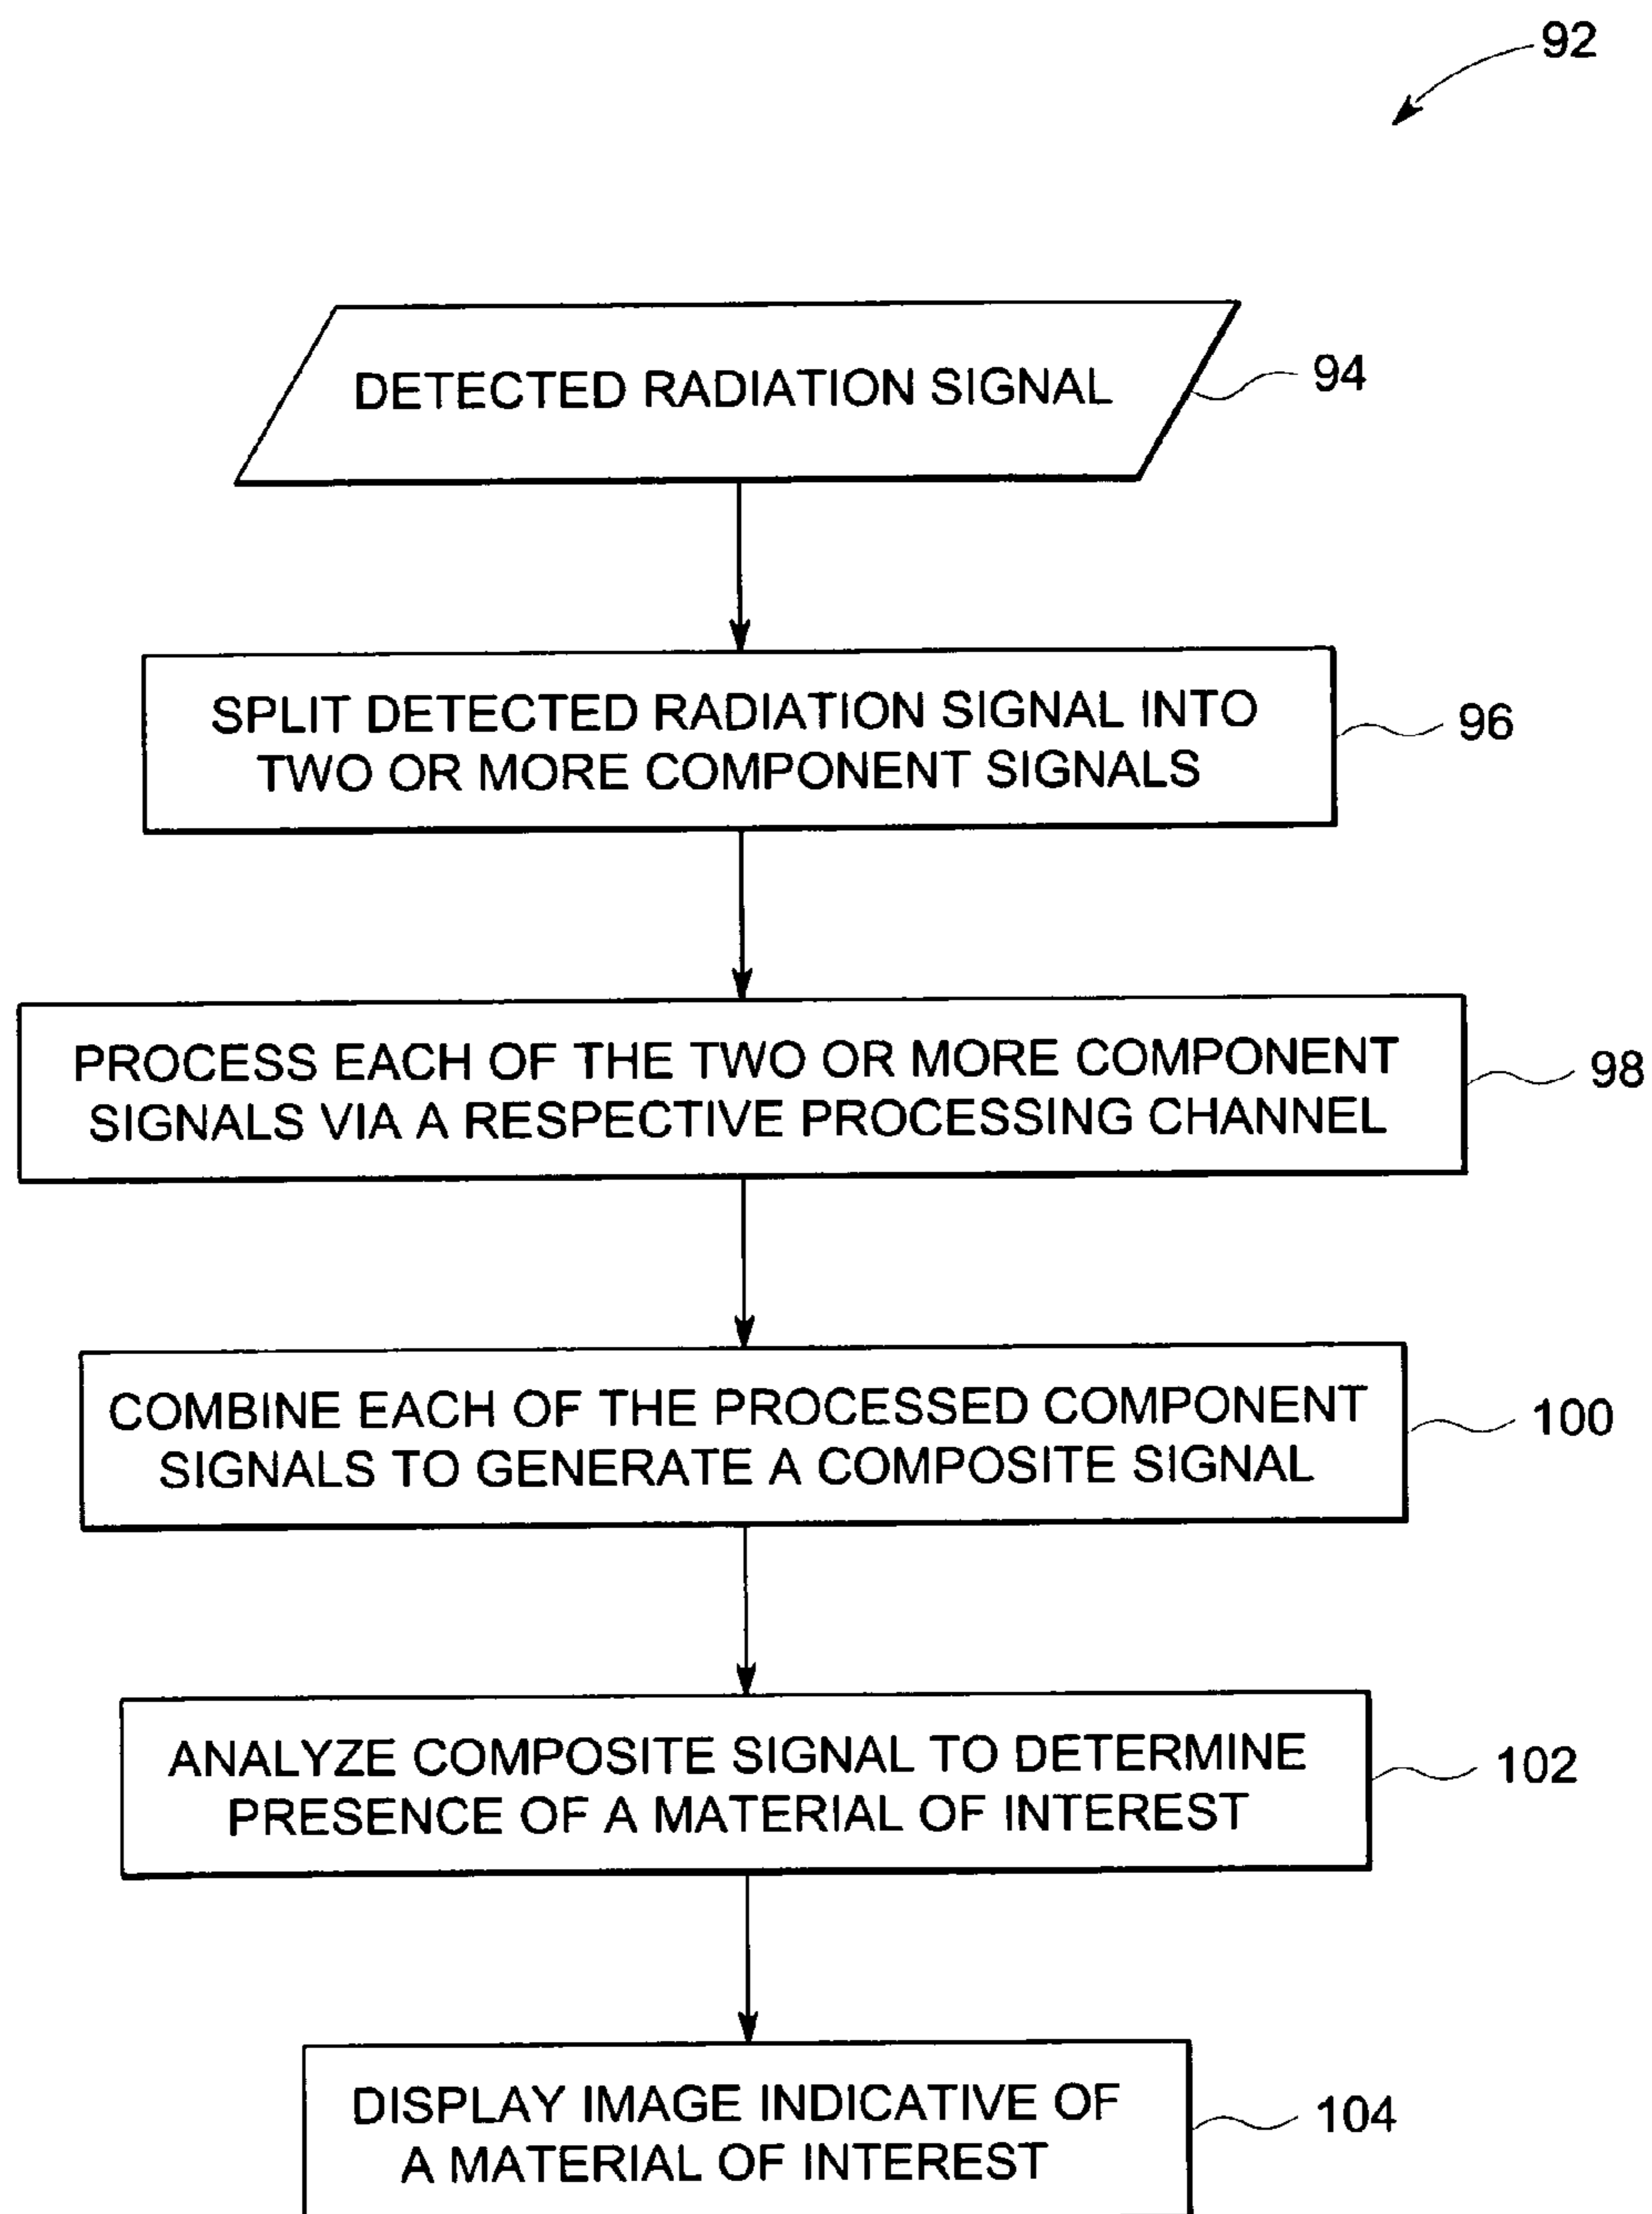 92
DETECTED RADIATION SIGNAL
94
SPLIT DETECTED RADIATION SIGNAL INTO
TWO OR MORE COMPONENT SIGNALS
96
PROCESS EACH OF THE TWO OR MORE COMPONENT
SIGNALS VIA A RESPECTIVE PROCESSING CHANNEL
98
COMBINE EACH OF THE PROCESSED COMPONENT
SIGNALS TO GENERATE A COMPOSITE SIGNAL
100
ANALYZE COMPOSITE SIGNAL TO DETERMINE
PRESENCE OF A MATERIAL OF INTEREST
102
DISPLAY IMAGE INDICATIVE OF
A MATERIAL OF INTEREST
104